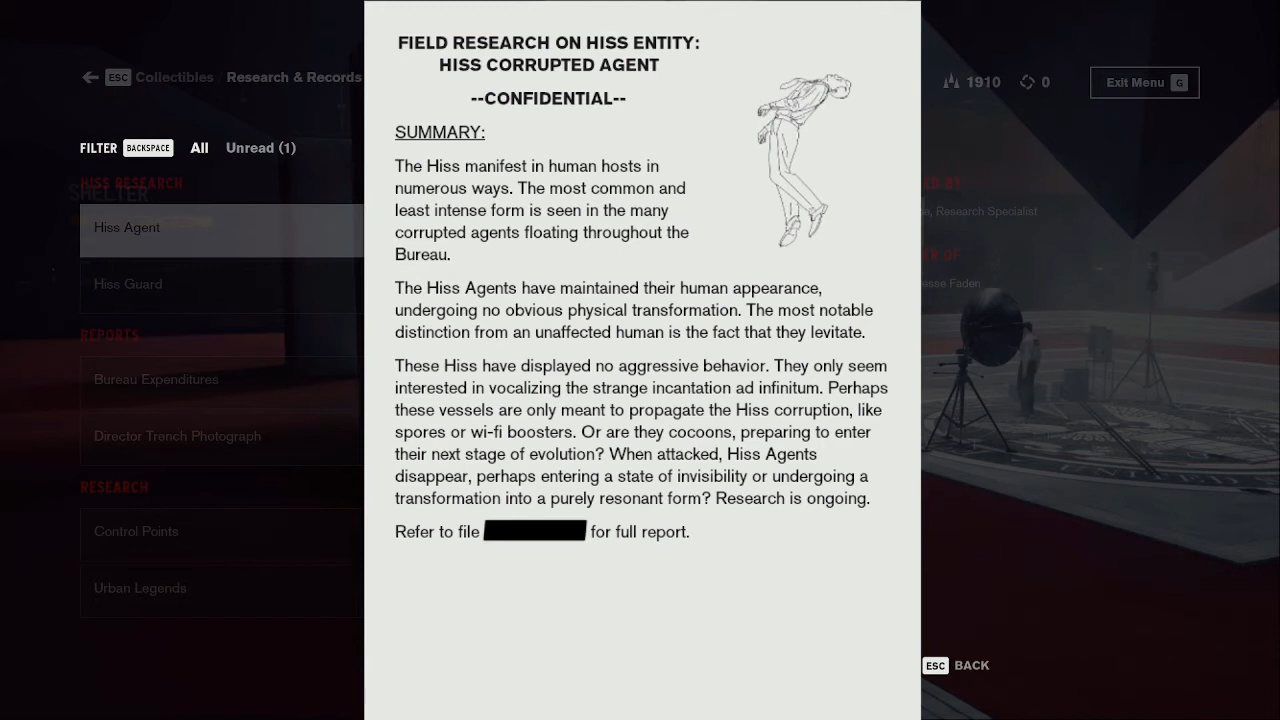 FIELD RESEARCH ON HISS ENTITY:
HISS CORRUPTED AGENT
--CONFIDENTIAL--
SUMMARY:
The Hiss manifest in human hosts in
numerous ways. The most common and
least intense form is seen in the many
corrupted agents floating throughout the
Bureau.
The Hiss Agents have maintained their human appearance,
undergoing no obvious physical transformation. The most notable
distinction from an unaffected human is the fact that they levitate.
These Hiss have displayed no aggressive behavior. They only seem
interested in vocalizing the strange incantation ad infinitum. Perhaps
these vessels are only meant to propagate the Hiss corruption, like
spores or wi-fi boosters. Or are they cocoons, preparing to enter
their next stage of evolution? When attacked, Hiss Agents
disappear, perhaps entering a state of invisibility or undergoing a
transformation into a purely resonant form? Research is ongoing.
Refer to file for full report.
ESC Collectibles Research & Records
1910 0
Exit Menu G
FILTER BACKSPACE All Unread (1)
HISS RESEARCH
SHELTER
Hiss Agent
Hiss Guard
REPORTS
Bureau Expenditures
Director Trench Photograph
RESEARCH
Control Points
Urban Legends
BY
Research Specialist
OF
Faden
ESC BACK